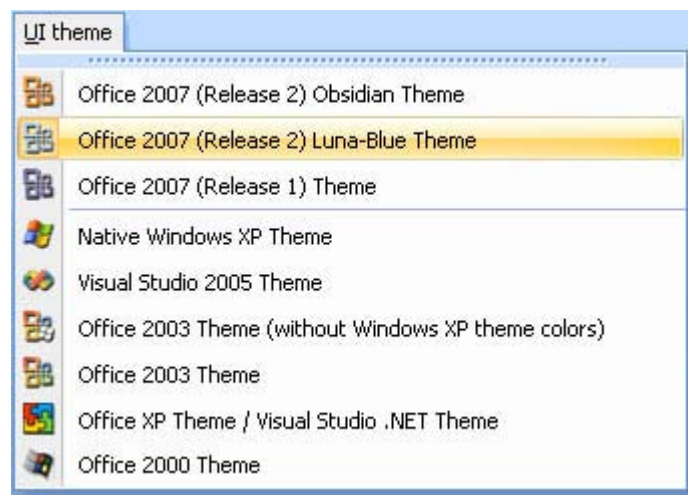 UI theme
Office 2007 (Release 2) Obsidian Theme
Office 2007 (Release 2) Luna-Blue Theme
Office 2007 (Release 1) Theme
Native Windows XP Theme
Visual Studio 2005 Theme
Office 2003 Theme (without Windows XP theme colors)
Office 2003 Theme
Office XP Theme / Visual Studio .NET Theme
Office 2000 Theme